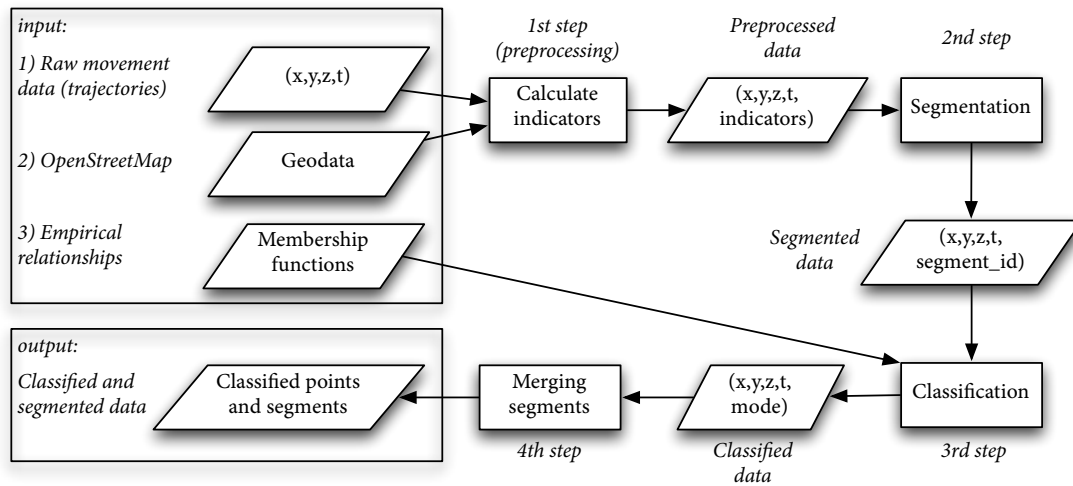 input:
1) Raw movement
data (trajectories)
(x,y,z,t)
2) OpenStreetMap
Geodata
3) Empirical
relationships
Membership
functions
1st step
(preprocessing)
Calculate
indicators
Preprocessed
data
(x,y,z,t,
indicators)
2nd step
Segmentation
Segmented
data
(x,y,z,t,
segment_id)
Classification
3rd step
(x,y,z,t,
mode)
Classified
data
Merging
segments
4th step
output:
Classified and
segmented data
Classified points
and segments